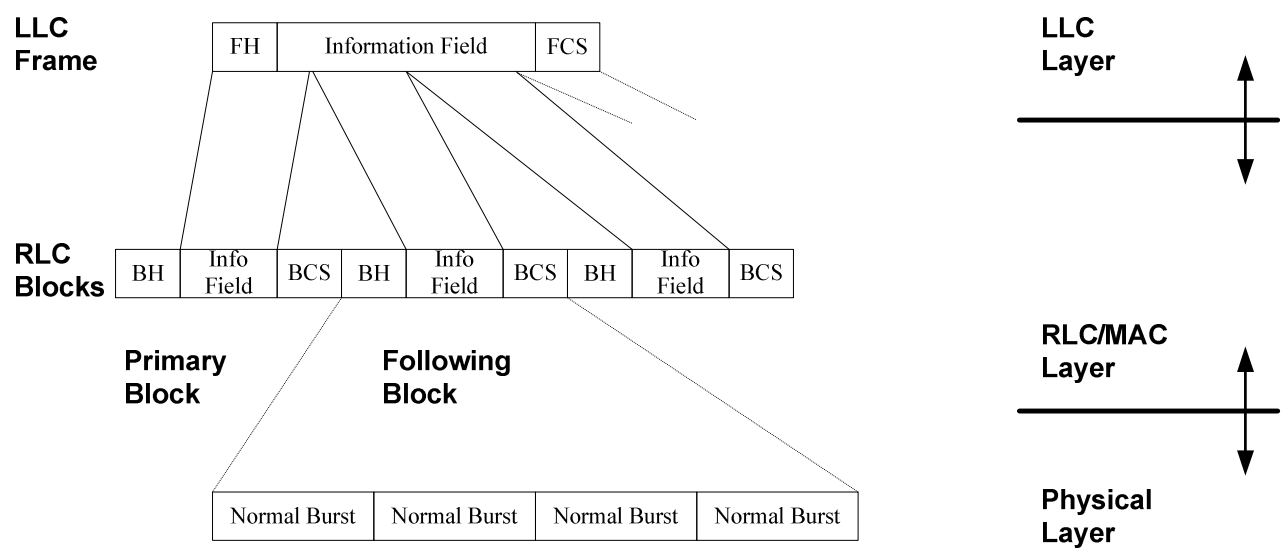 LLC
Frame
FH
Information Field
FCS
LLC
Layer
RLC
Blocks
BH
Info
Field
BCS
BH
Info
Field
BCS
BH
Info
Field
BCS
Primary
Block
Following
Block
RLC/MAC
Layer
Normal Burst
Normal Burst
Normal Burst
Normal Burst
Physical
Layer